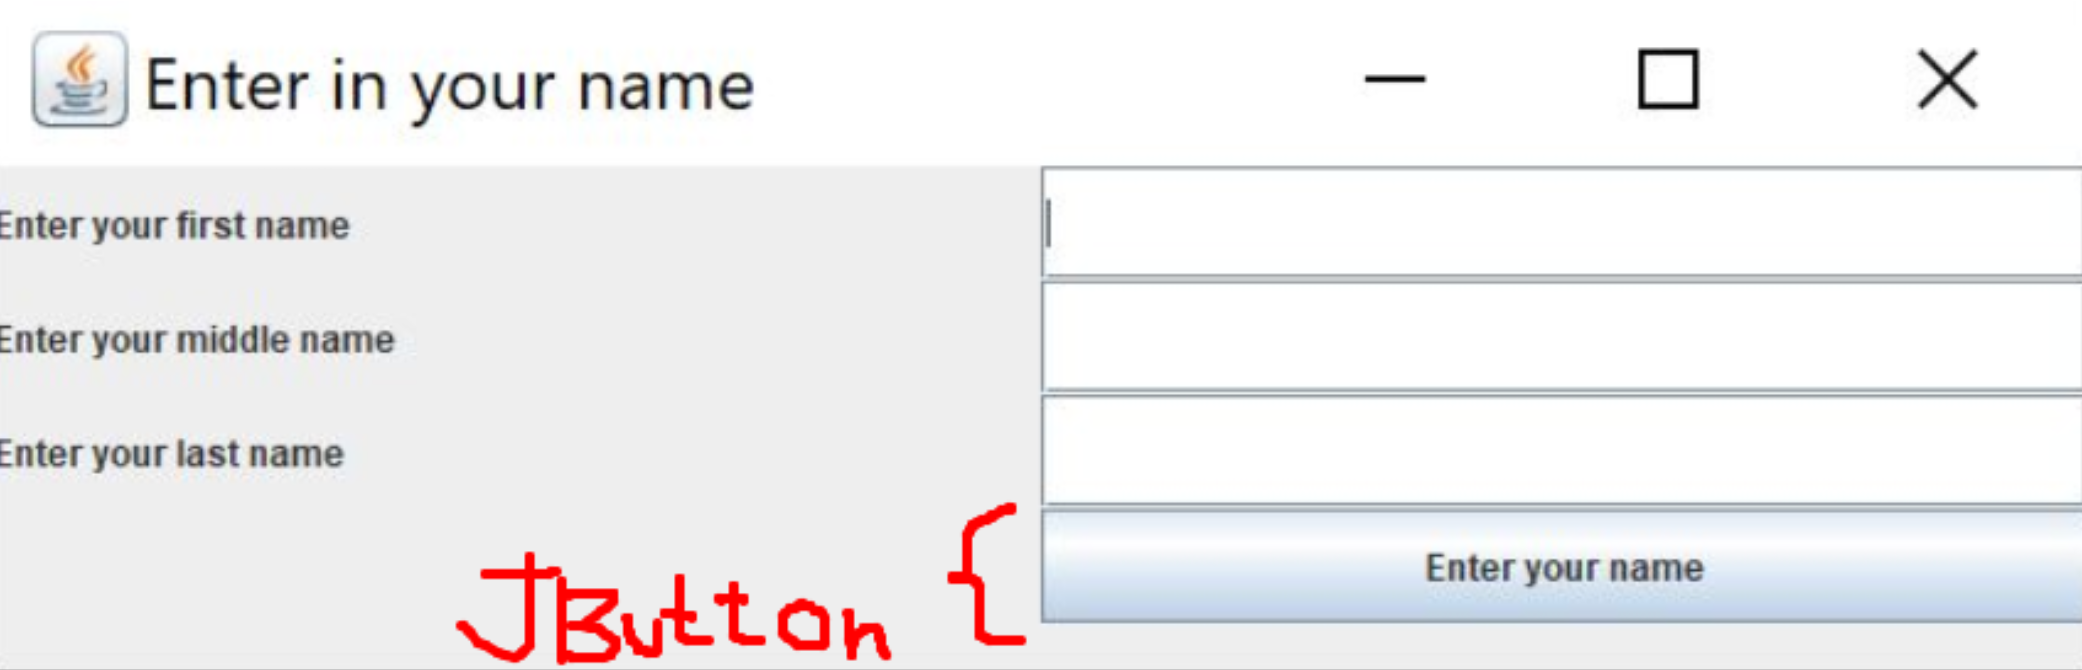 Enter in your name
Enter your first name
Enter your middle name
Enter your last name
JButton
Enter your name